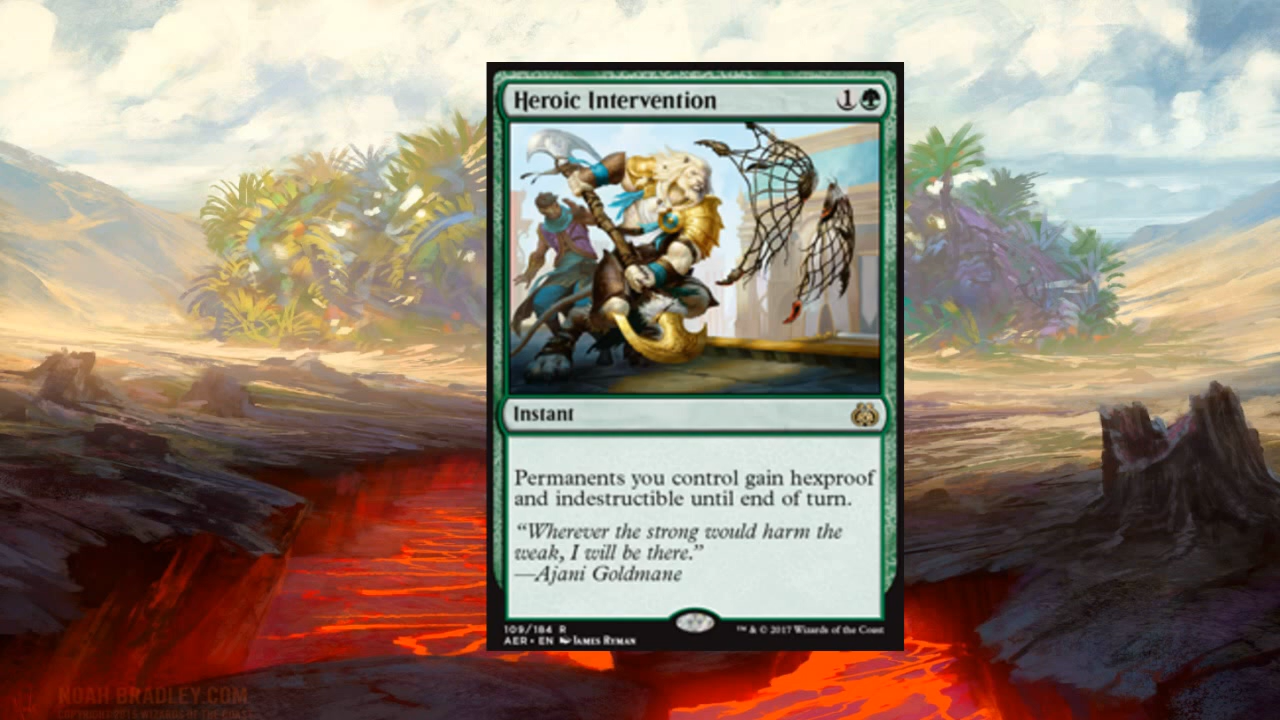 Heroic Intervention 1
Instant
Permanents you control gain hexproof
and indestructible until end of turn.
“Wherever the strong would harm the
weak, I will be there.”
—Ajani Goldmane
109/184 R
AER • EN JAMES RYMAN
™ & © 2017 Wizards of the Coast
NOAH BRADLEY.COM